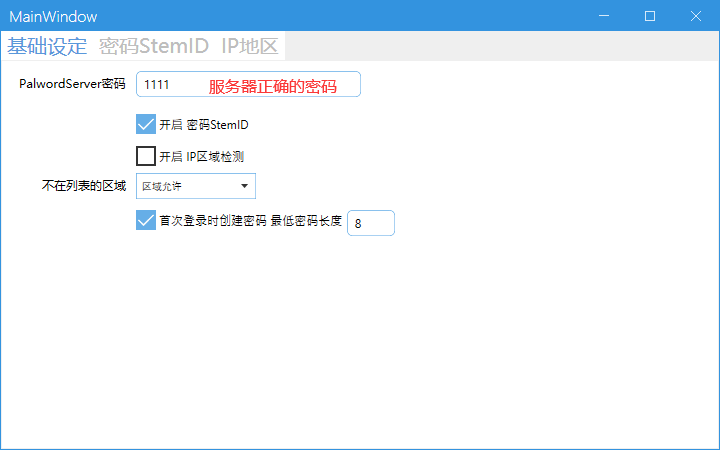 MainWindow
基础设定 密码StemID IP地区
PalwordServer密码 1111 服务器正确的密码
开启 密码StemID
开启 IP区域检测
不在列表的区域 区域允许
首次登录时创建密码 最低密码长度 8